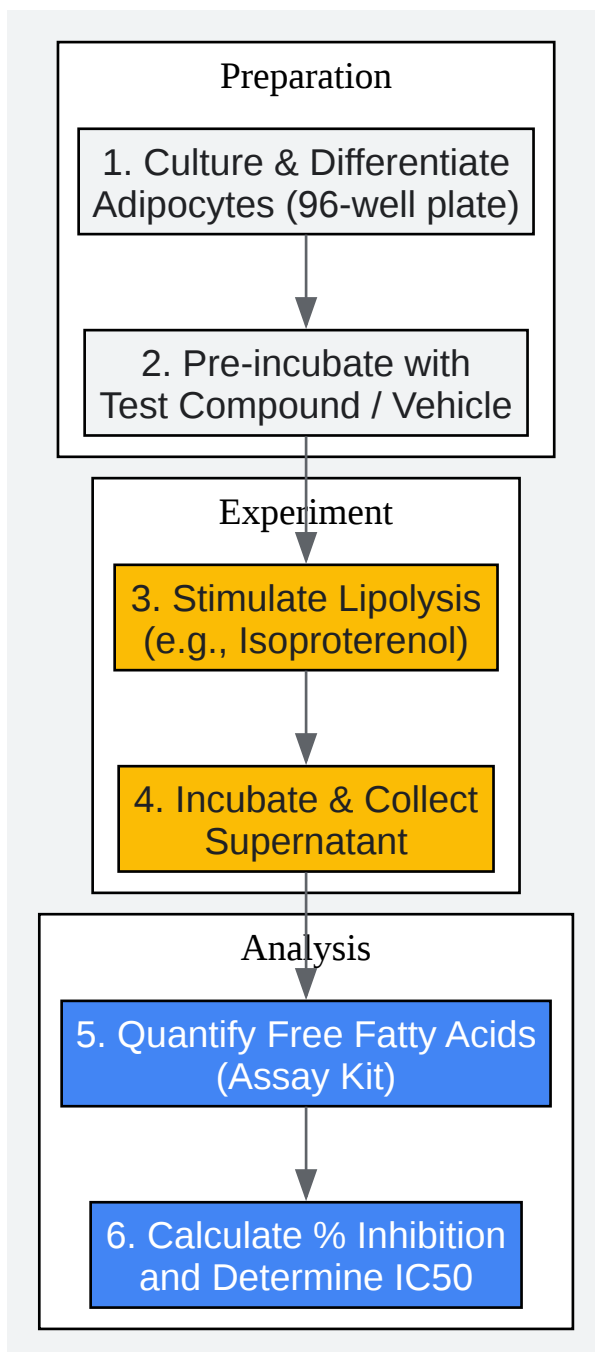 Preparation
1. Culture & Differentiate
Adipocytes (96-well plate)
2. Pre-incubate with
Test Compound / Vehicle
Experiment
3. Stimulate Lipolysis
(e.g., Isoproterenol)
4. Incubate & Collect
Supernatant
Analysis
5. Quantify Free Fatty Acids
(Assay Kit)
6. Calculate % Inhibition
and Determine IC50